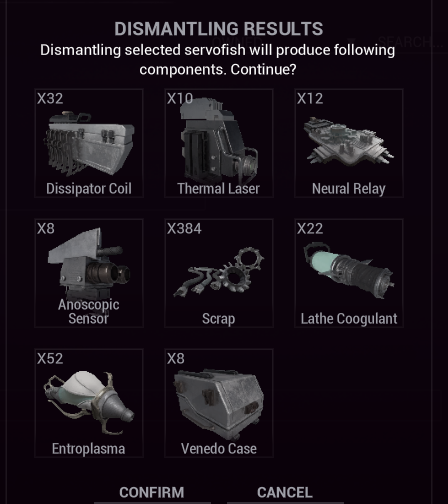 DISMANTLING RESULTS
Dismantling selected servofish will produce following
components. Continue?
X32
X10
X12
Dissipator Coil
Thermal Laser
Neural Relay
X8
X384
X22
Anoscopic
Sensor
Scrap
Lathe Coogulant
X52
X8
Entroplasma
Venedo Case
CONFIRM
CANCEL